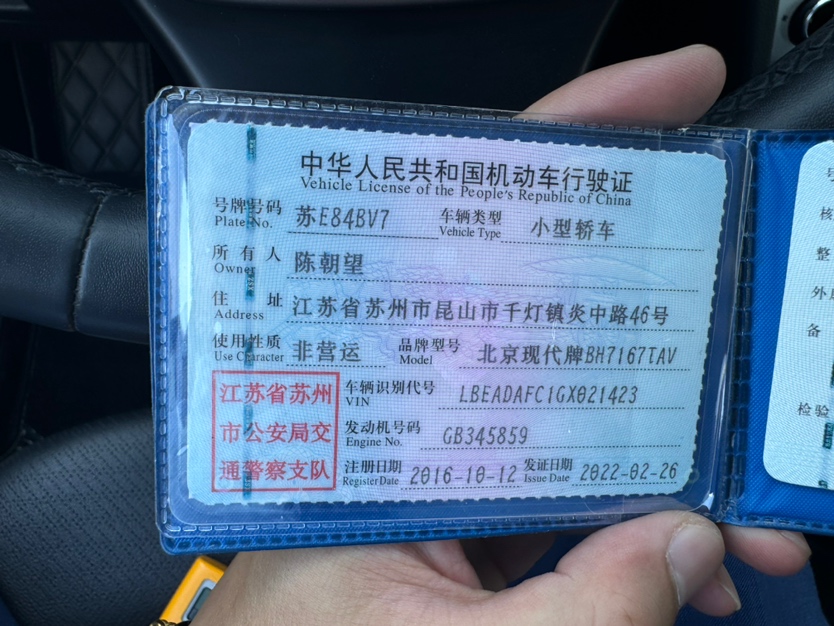 中华人民共和国机动车行驶证
Vehicle License of the People's Republic of China
号牌号码 苏E84BV7 车辆类型 小型轿车
Plate No. Vehicle Type
所有人 陈朝望
Owner
住址 江苏省苏州市昆山市千灯镇炎中路46号
Address
使用性质 非营运 品牌型号 北京现代牌BH7167TAV
Use Character Model
江苏省苏州 车辆识别代号 LBEADAFC1GX021423
VIN
市公安局交 发动机号码 GB345859
Engine No.
通警察支队 注册日期 2016-10-12 发证日期 2022-02-26
Register Date Issue Date
核
整
备
检验